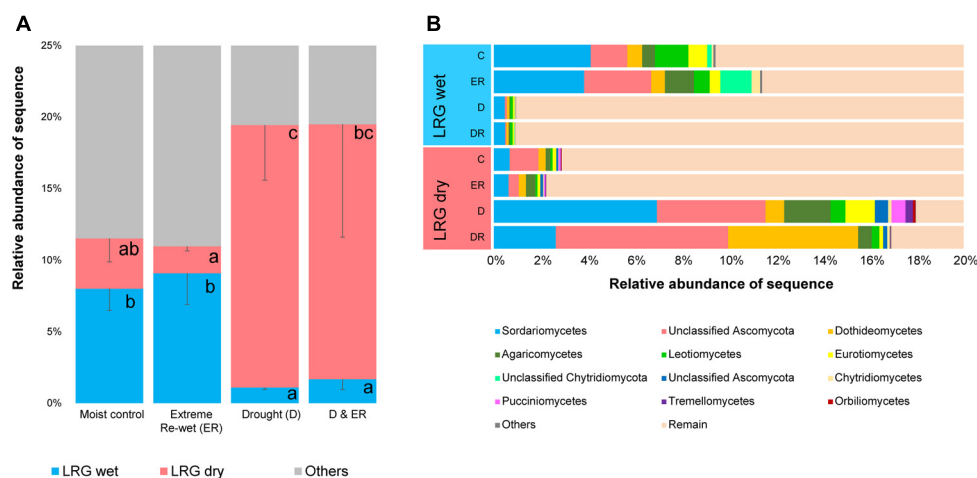 A
Relative abundance of sequence
25%
20%
15%
10%
5%
0%
ab
b
a
b
c
a
bc
a
Moist control
Extreme
Re-wet (ER)
Drought (D)
D & ER
LRG wet
LRG dry
Others
B
LRG wet
C
ER
D
DR
LRG dry
C
ER
D
DR
0% 2% 4% 6% 8% 10% 12% 14% 16% 18% 20%
Relative abundance of sequence
Sordariomycetes
Unclassified Ascomycota
Dothideomycetes
Agaricomycetes
Leotiomycetes
Eurotiomycetes
Unclassified Chytridiomycota
Unclassified Ascomycota
Chytridiomycetes
Pucciniomycetes
Tremellomycetes
Orbiliomycetes
Others
Remain